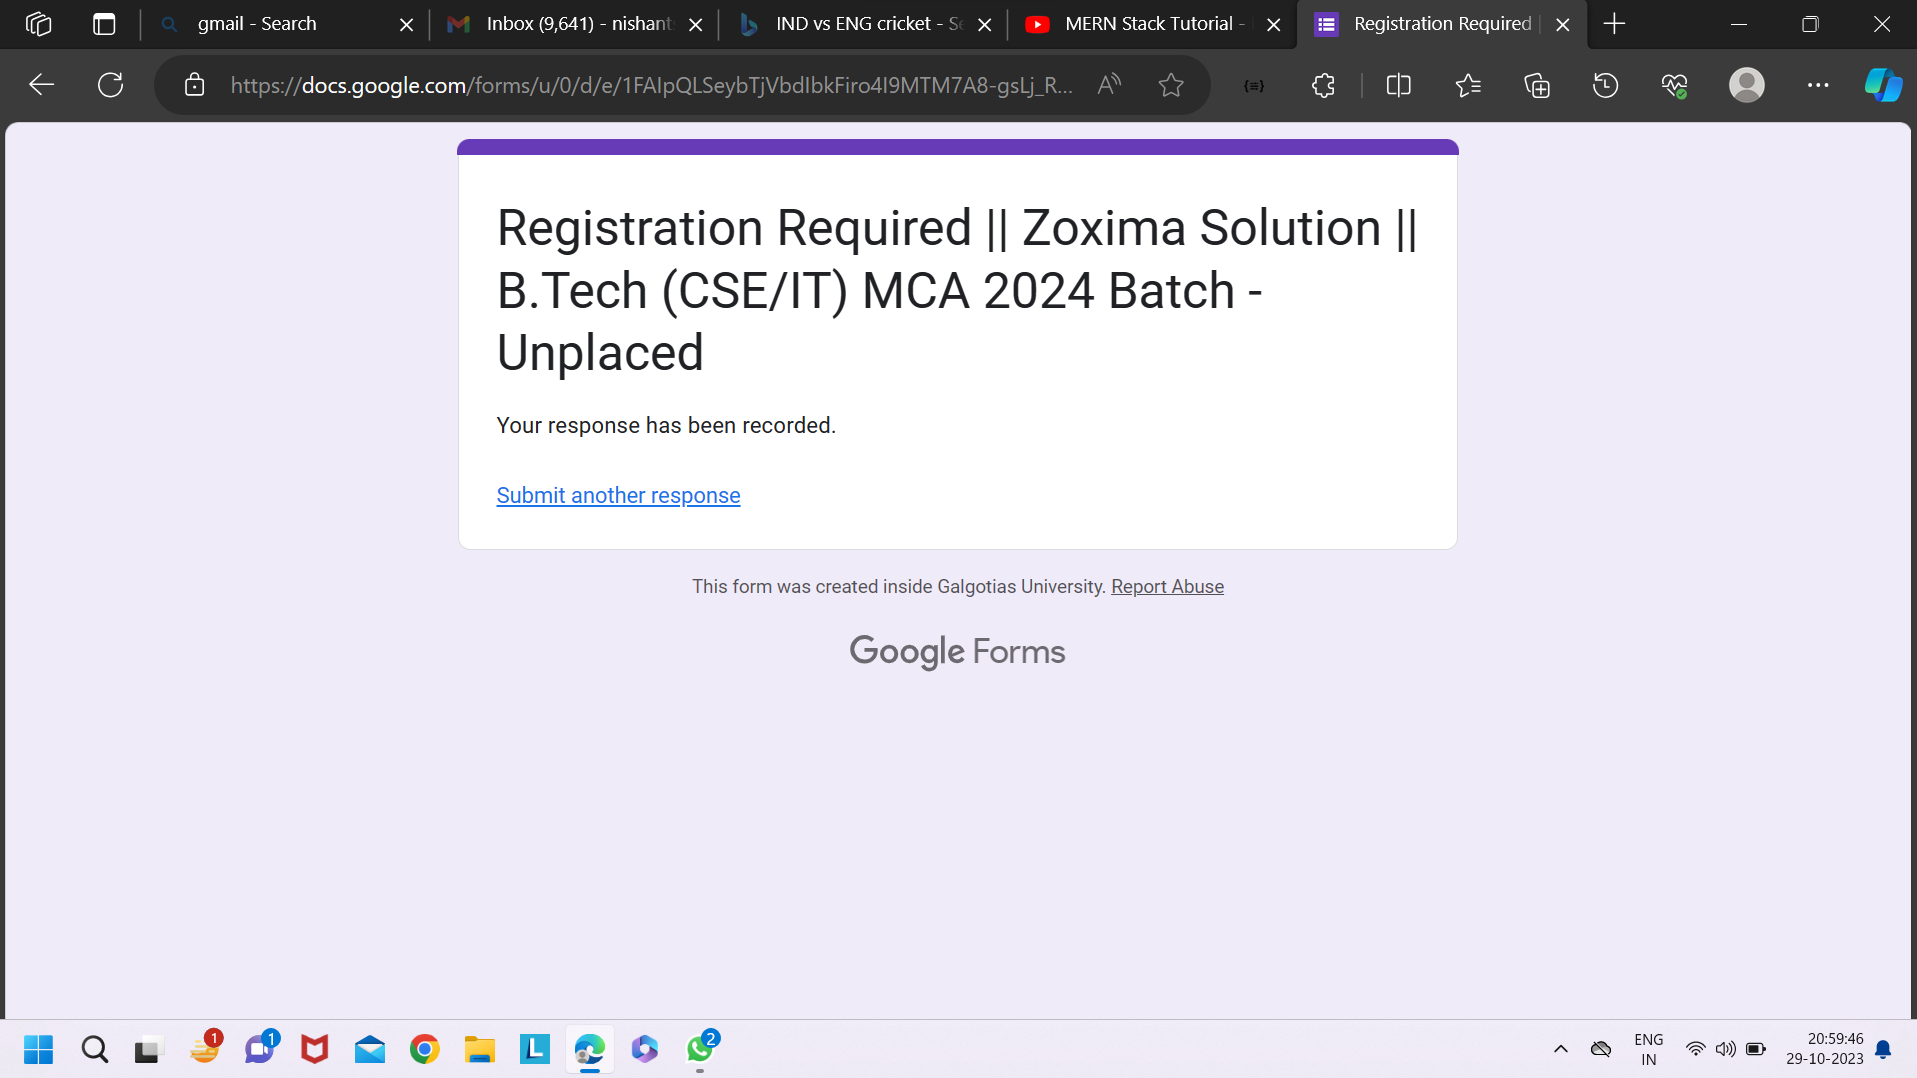 gmail - Search
Inbox (9,641) - nishant
IND vs ENG cricket - Se
MERN Stack Tutorial -
Registration Required |
https://docs.google.com/forms/u/0/d/e/1FAIpQLSeybTjVbdIbkFiro4I9MTM7A8-gsLj_R...
Registration Required || Zoxima Solution ||
B.Tech (CSE/IT) MCA 2024 Batch -
Unplaced
Your response has been recorded.
Submit another response
This form was created inside Galgotias University. Report Abuse
Google Forms
1
1
L
2
ENG
IN
20:59:46
29-10-2023